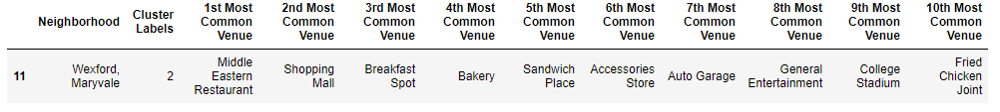 Neighborhood Cluster Labels 1st Most Common Venue 2nd Most Common Venue 3rd Most Common Venue 4th Most Common Venue 5th Most Common Venue 6th Most Common Venue 7th Most Common Venue 8th Most Common Venue 9th Most Common Venue 10th Most Common Venue
11 Wexford, Maryvale 2 Middle Eastern Restaurant Shopping Mall Breakfast Spot Bakery Sandwich Place Accessories Store Auto Garage General Entertainment College Stadium Fried Chicken Joint